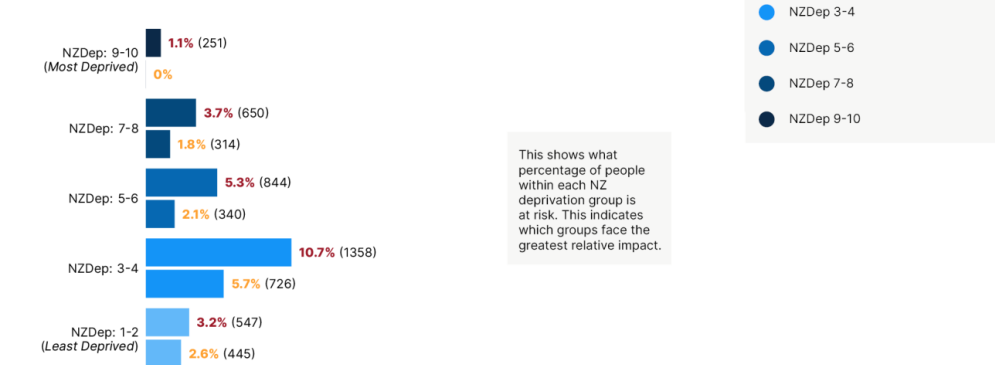 NZDep 3-4
NZDep 5-6
NZDep 7-8
NZDep 9-10
NZDep: 9-10
(Most Deprived)
1.1% (251)
0%
NZDep: 7-8
3.7% (650)
1.8% (314)
NZDep: 5-6
5.3% (844)
2.1% (340)
NZDep: 3-4
10.7% (1358)
5.7% (726)
NZDep: 1-2
(Least Deprived)
3.2% (547)
2.6% (445)
This shows what
percentage of people
within each NZ
deprivation group is
at risk. This indicates
which groups face the
greatest relative impact.